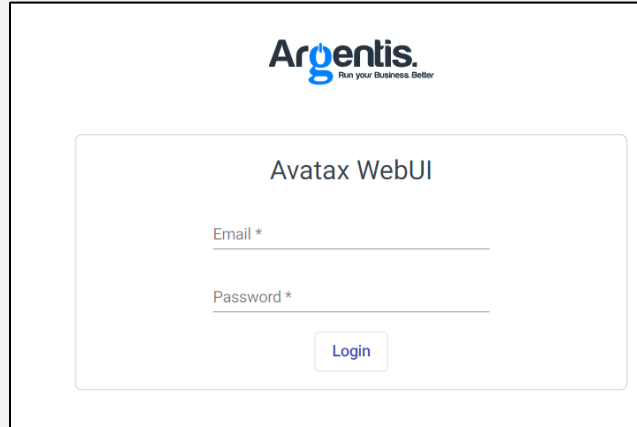 Argentis.
Run your Business. Better
Avatax WebUI
Email *
Password *
Login